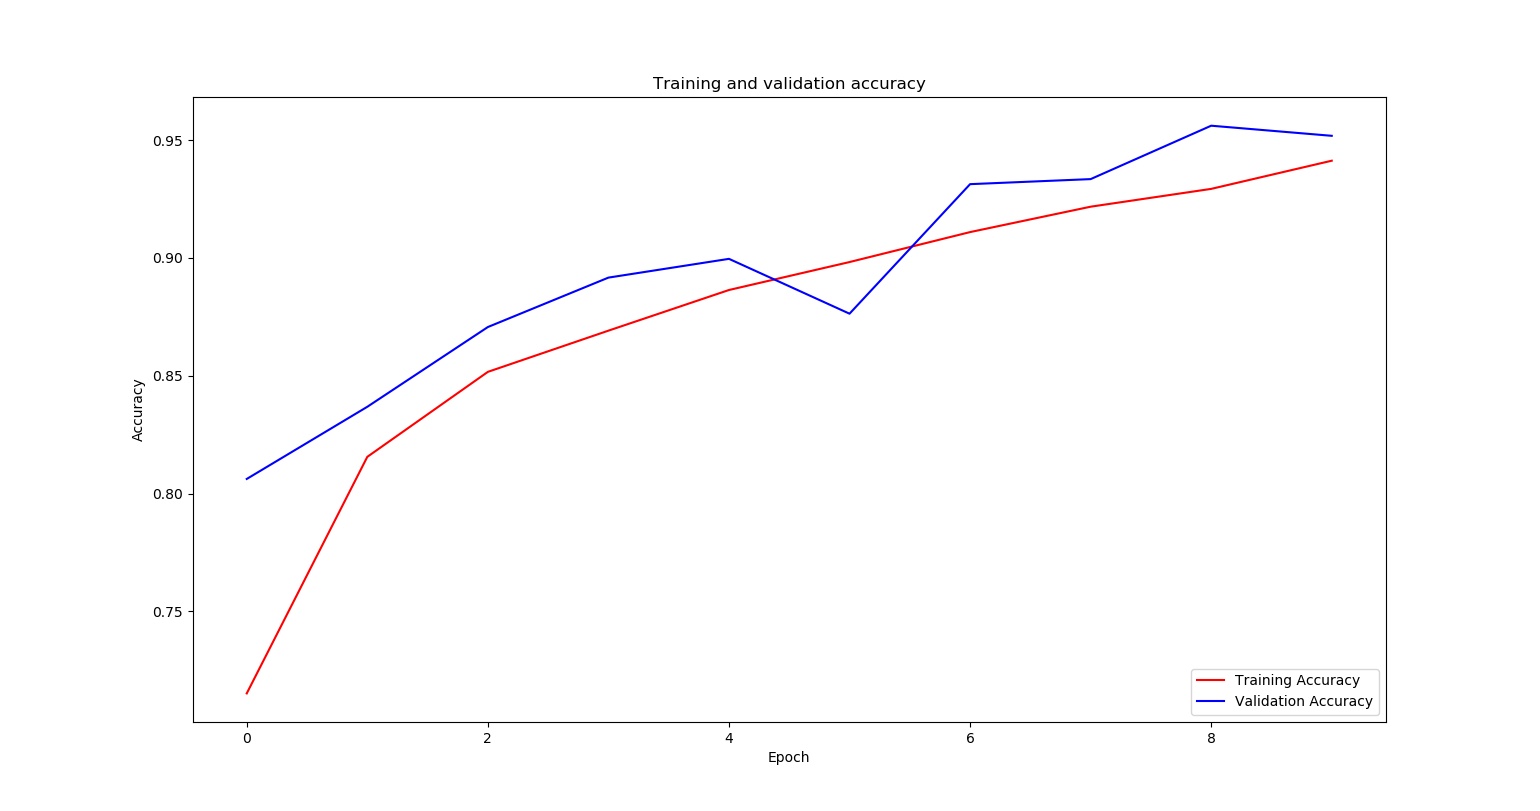 Training and validation accuracy
0.95
0.90
0.85
0.80
0.75
Accuracy
0 2 4 6 8
Epoch
Training Accuracy
Validation Accuracy